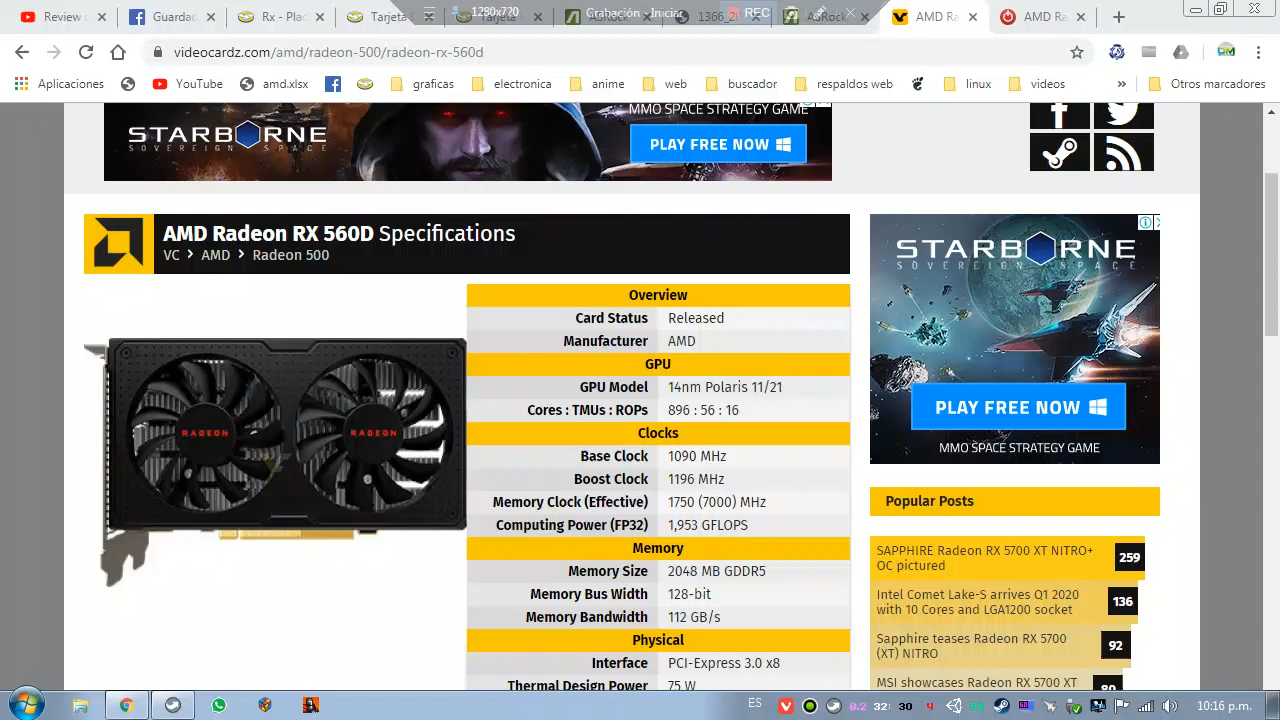 Review c
Guarda
Rx - Pla
Tarjeta
1280x720
Tarjeta
Grabación - Iniciar
1366_2
REC
ASRock
AMD Ra
AMD Ra
videocardz.com/amd/radeon-500/radeon-rx-560d
Aplicaciones
YouTube
amd.xlsx
graficas
electronica
anime
web
buscador
respaldos web
linux
videos
»
Otros marcadores
STARBORNE
SOVEREIGN SPACE
MMO SPACE STRATEGY GAME
PLAY FREE NOW
AMD Radeon RX 560D Specifications
VC > AMD > Radeon 500
Overview
Card Status Released
Manufacturer AMD
GPU
GPU Model 14nm Polaris 11/21
Cores : TMUs : ROPs 896 : 56 : 16
Clocks
Base Clock 1090 MHz
Boost Clock 1196 MHz
Memory Clock (Effective) 1750 (7000) MHz
Computing Power (FP32) 1,953 GFLOPS
Memory
Memory Size 2048 MB GDDR5
Memory Bus Width 128-bit
Memory Bandwidth 112 GB/s
Physical
Interface PCI-Express 3.0 x8
Thermal Design Power 75 W
RADEON
RADEON
STARBORNE
SOVEREIGN SPACE
PLAY FREE NOW
MMO SPACE STRATEGY GAME
Popular Posts
SAPPHIRE Radeon RX 5700 XT NITRO+
OC pictured
259
Intel Comet Lake-S arrives Q1 2020
with 10 Cores and LGA1200 socket
136
Sapphire teases Radeon RX 5700
(XT) NITRO
92
MSI showcases Radeon RX 5700 XT
80
ES
8.2
32
30
10:16 p.m.